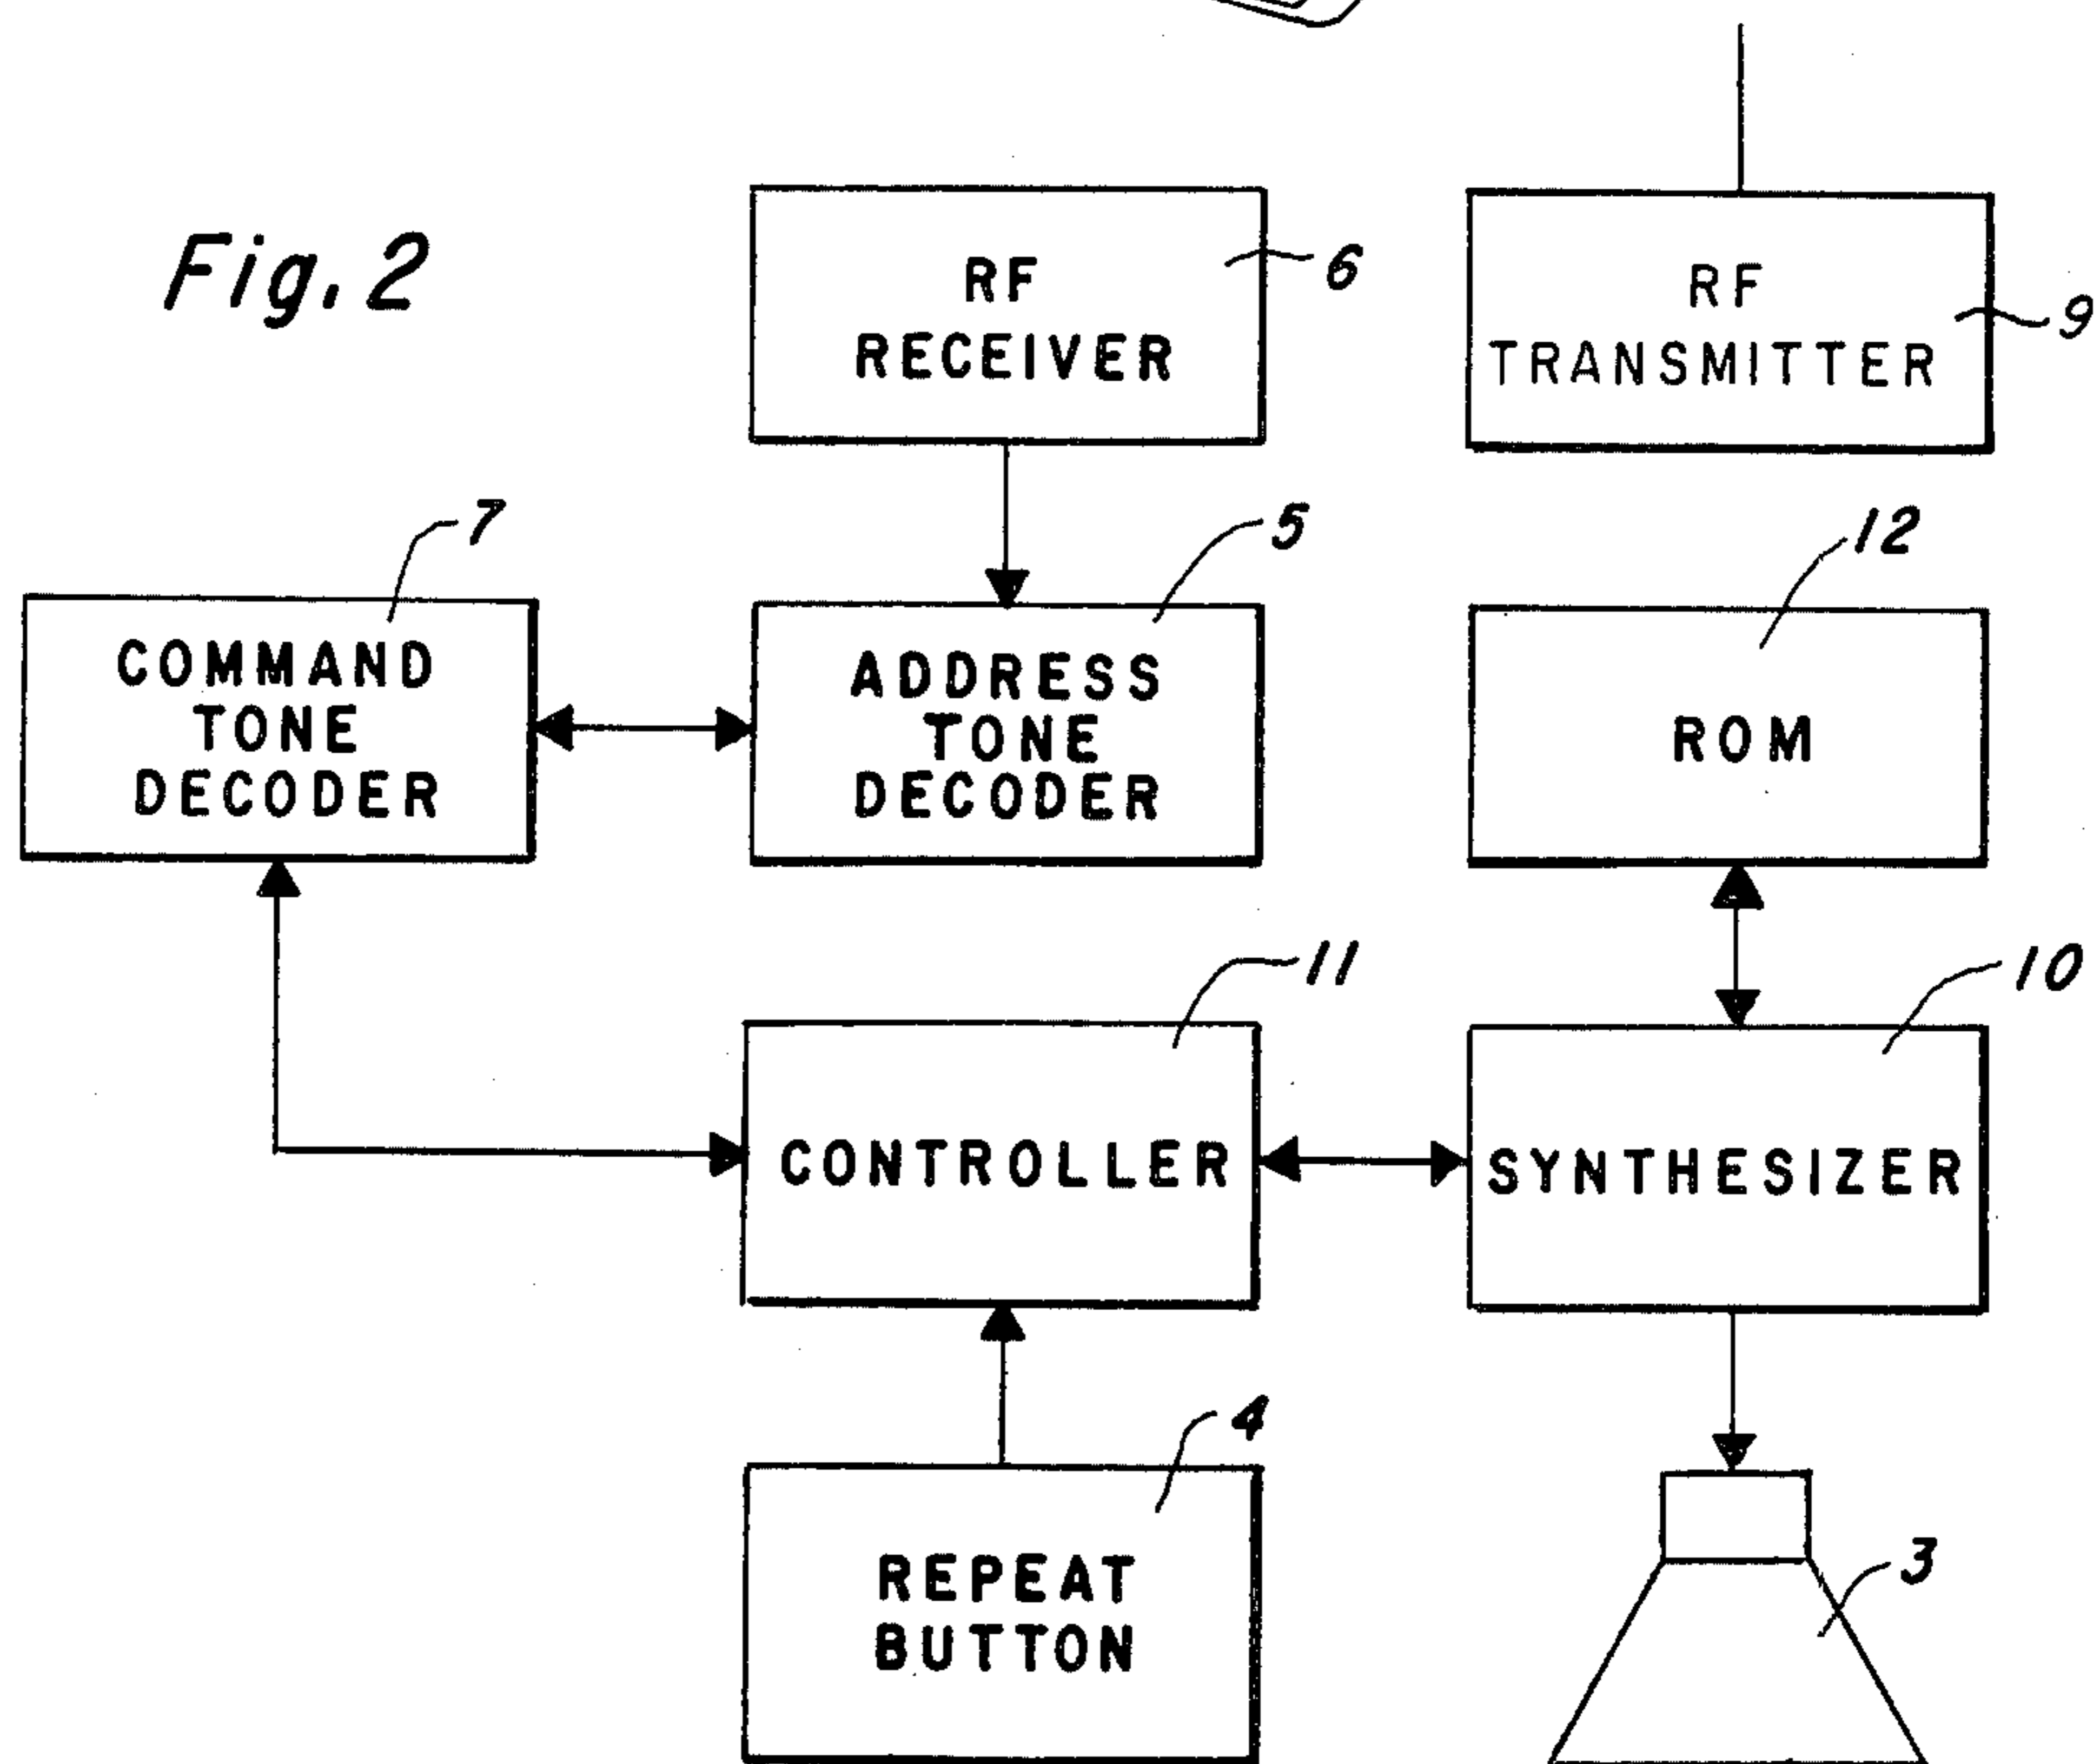 Fig. 2
RF
RECEIVER
6
RF
TRANSMITTER
9
7
COMMAND
TONE
DECODER
5
ADDRESS
TONE
DECODER
12
ROM
11
CONTROLLER
10
SYNTHESIZER
4
REPEAT
BUTTON
3